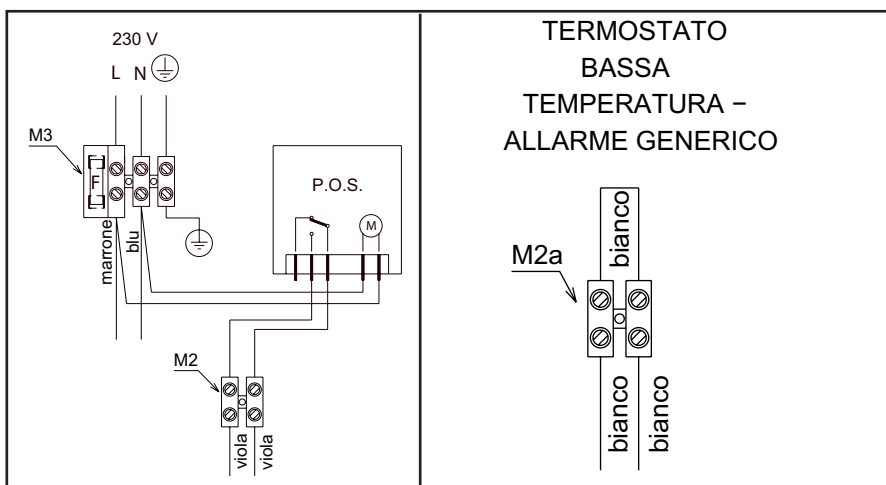 230 V
L N
M3
F
marrone
blu
P.O.S.
M
M2
viola
viola
TERMOSTATO
BASSA
TEMPERATURA −
ALLARME GENERICO
M2a
bianco
bianco
bianco